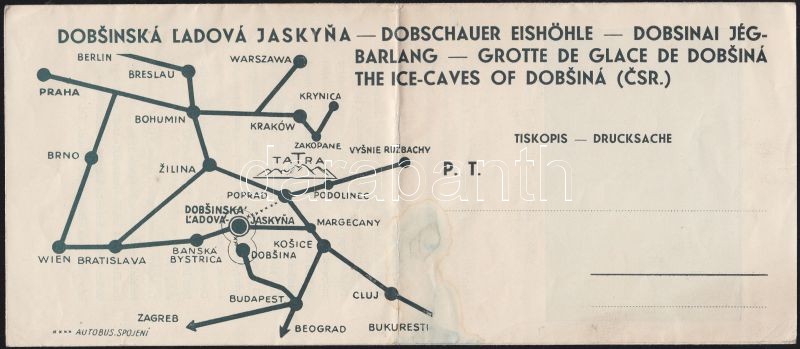 DOBŠINSKÁ ĽADOVÁ JASKYŇA — DOBSCHAUER EISHÖHLE — DOBSINAI JÉG-
BARLANG — GROTTE DE GLACE DE DOBŠINÁ
THE ICE-CAVES OF DOBŠINÁ (ČSR.)
BERLIN
BRESLAU
WARSZAWA
PRAHA
KRYNICA
BOHUMIN
KRAKÓW
ZAKOPANE
TISKOPIS — DRUCKSACHE
BRNO
ŽILINA
TATRA
VYŠNIE RUŽBACHY
P. T.
POPRAD
PODOLINEC
DOBŠINSKÁ
ĽADOVÁ
JASKYŇA
MARGECANY
WIEN
BRATISLAVA
BANSKÁ
BYSTRICA
DOBŠINA
KOŠICE
BUDAPEST
CLUJ
ZAGREB
BEOGRAD
BUKUREŠTI
**** AUTOBUS. SPOJENÍ
darabanth